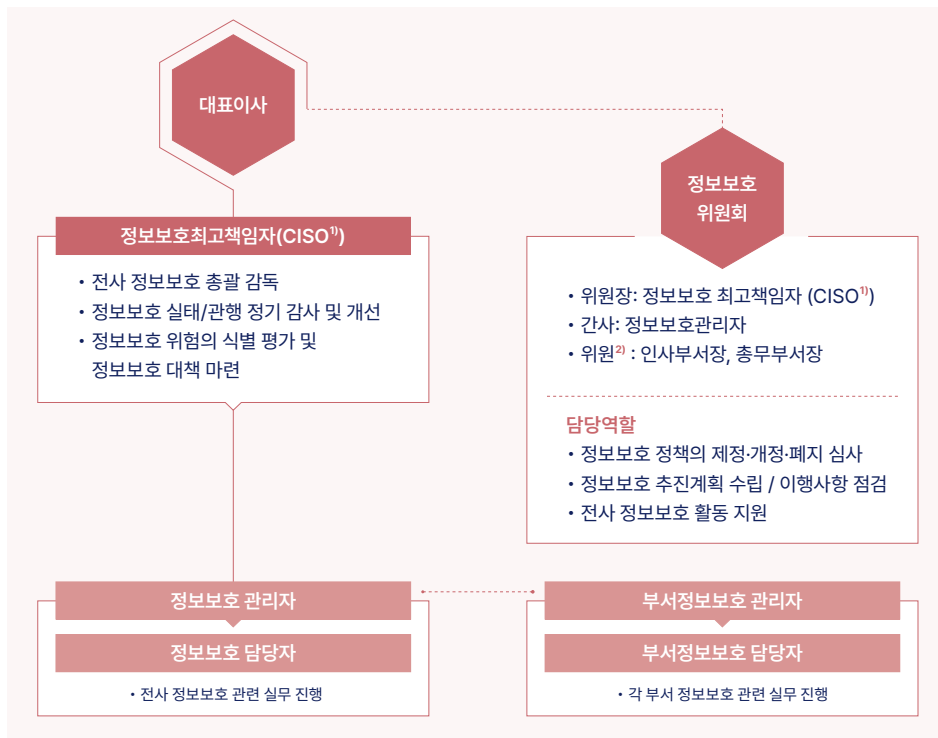 대표이사
정보보호
위원회
정보보호최고책임자(CISO¹⁾)
• 전사 정보보호 총괄 감독
• 정보보호 실태/관행 정기 감사 및 개선
• 정보보호 위험의 식별 평가 및
정보보호 대책 마련
• 위원장: 정보보호 최고책임자 (CISO¹⁾)
• 간사: 정보보호관리자
• 위원²⁾ : 인사부서장, 총무부서장
담당역할
• 정보보호 정책의 제정·개정·폐지 심사
• 정보보호 추진계획 수립 / 이행사항 점검
• 전사 정보보호 활동 지원
정보보호 관리자
정보보호 담당자
• 전사 정보보호 관련 실무 진행
부서정보보호 관리자
부서정보보호 담당자
• 각 부서 정보보호 관련 실무 진행